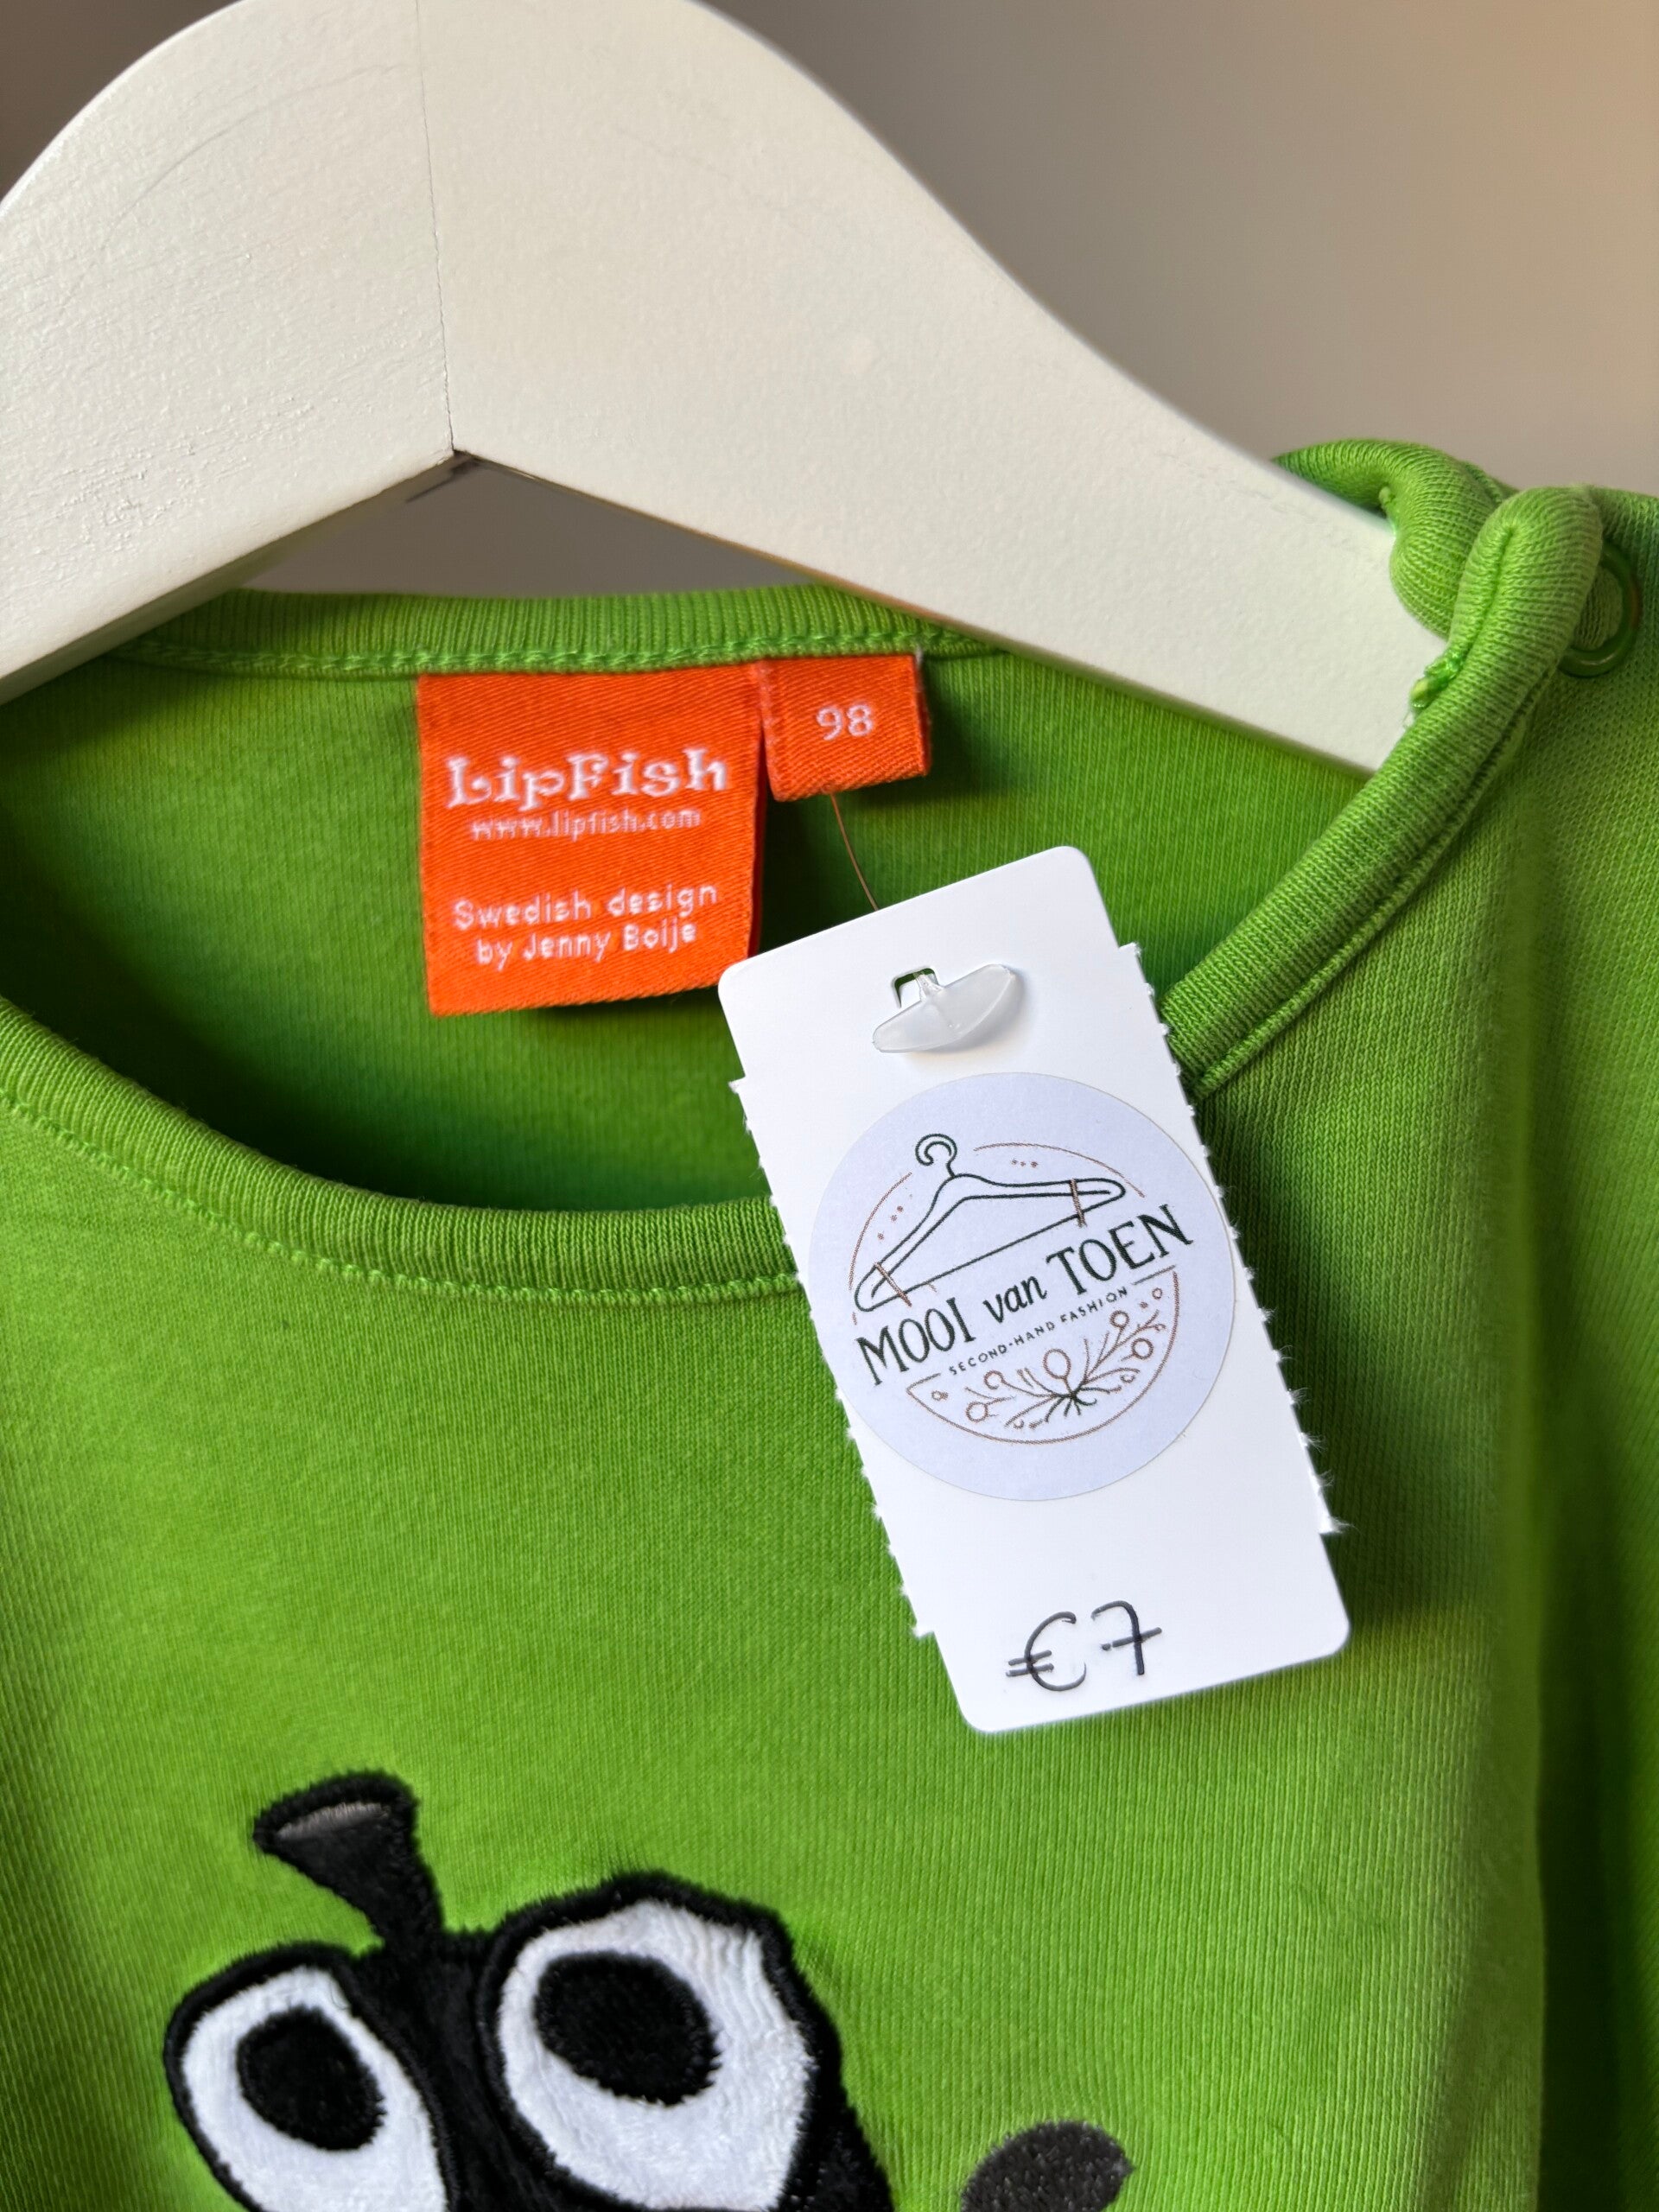 98
LipFish
www.lipfish.com
Swedish design
by Jenny Boije
MOOI van TOEN
SECOND-HAND FASHION
€7